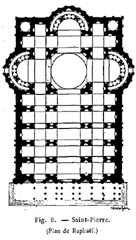 Fig. 8. — Saint-Pierre.
(Plan de Raphaël.)